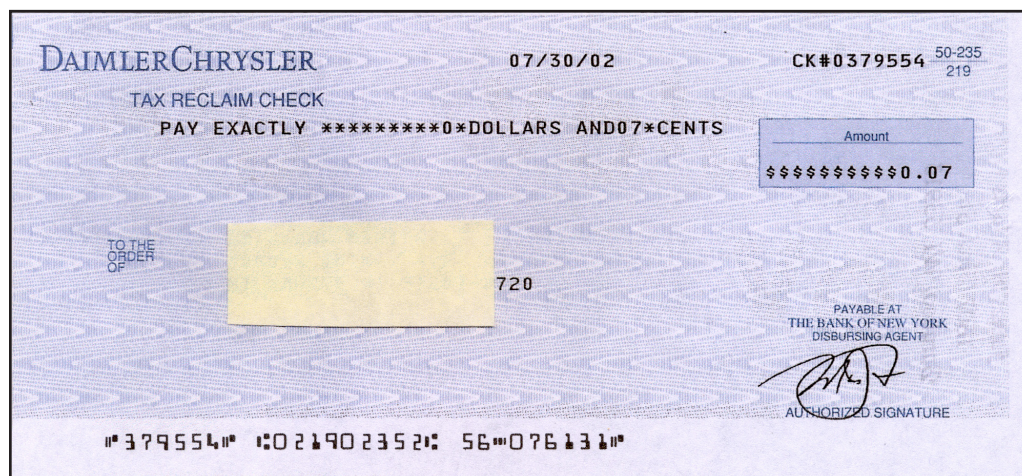 DAIMLERCHRYSLER
07/30/02
CK#0379554 50-235
219
TAX RECLAIM CHECK
PAY EXACTLY *********0*DOLLARS AND07*CENTS
Amount
$$$$$$$$$$0.07
TO THE
ORDER
OF
720
PAYABLE AT
THE BANK OF NEW YORK
DISBURSING AGENT
AUTHORIZED SIGNATURE
⑈379554⑈ ⑆021902352⑆ 56⑉076131⑈